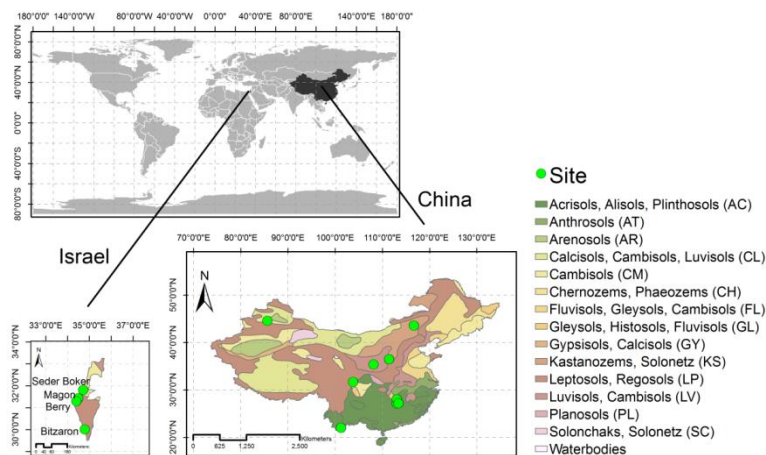 180°0'0" 140°0'0"W 80°0'0"W 40°0'0"W 0°0'0" 40°0'0"E 80°0'0"E 140°0'0"E 180°0'0"
80°0'0"N
40°0'0"N
0°0'0"
40°0'0"S
80°0'0"S
China
Israel
Site
Acrisols, Alisols, Plinthosols (AC)
Anthrosols (AT)
Arenosols (AR)
Calcisols, Cambisols, Luvisols (CL)
Cambisols (CM)
Chernozems, Phaeozems (CH)
Fluvisols, Gleysols, Cambisols (FL)
Gleysols, Histosols, Fluvisols (GL)
Gypsisols, Calcisols (GY)
Kastanozems, Solonetz (KS)
Leptosols, Regosols (LP)
Luvisols, Cambisols (LV)
Planosols (PL)
Solonchaks, Solonetz (SC)
Waterbodies
33°0'0"E 35°0'0"E 37°0'0"E
34°0'0"N
32°0'0"N
30°0'0"N
N
Seder Boker
Magon
Berry
Bitzaron
Kilometers
70°0'0"E 80°0'0"E 90°0'0"E 100°0'0"E 110°0'0"E 120°0'0"E 130°0'0"E
50°0'0"N
40°0'0"N
30°0'0"N
20°0'0"N
N
0 625 1,250 2,500
Kilometers